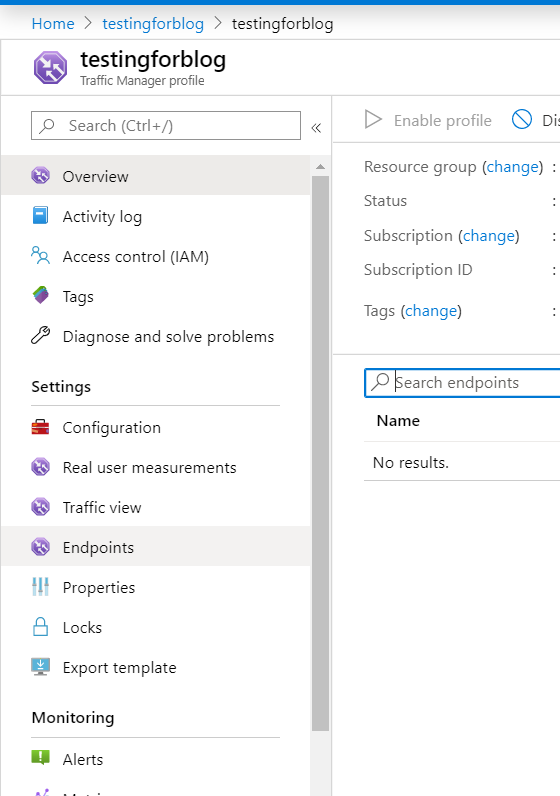 Home > testingforblog > testingforblog
testingforblog
Traffic Manager profile
Search (Ctrl+/) «
Overview
Activity log
Access control (IAM)
Tags
Diagnose and solve problems
Settings
Configuration
Real user measurements
Traffic view
Endpoints
Properties
Locks
Export template
Monitoring
Alerts
Enable profile
Resource group (change) :
Status :
Subscription (change) :
Subscription ID :
Tags (change) :
Search endpoints
Name
No results.